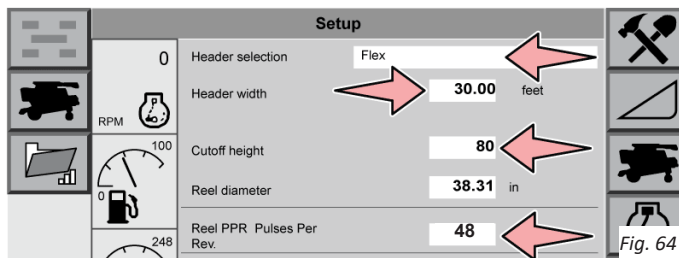 Setup
Header selection Flex
0
Header width 30.00 feet
RPM
100
Cutoff height 80
0
Reel diameter 38.31 in
Reel PPR Pulses Per
Rev.
48
248
Fig. 64